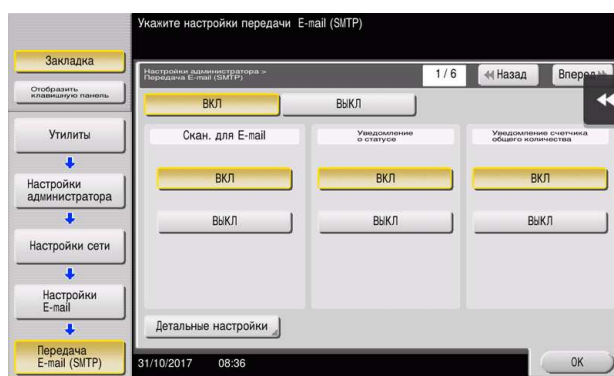 Укажите настройки передачи E-mail (SMTP)
Закладка
Отобразить
клавишную панель
Утилиты
Настройки
администратора
Настройки сети
Настройки
E-mail
Передача
E-mail (SMTP)
Настройки администратора >
Передача E-mail (SMTP)
1 / 6
Назад
Вперед
ВКЛ
ВЫКЛ
Скан. для E-mail
Уведомление
о статусе
Уведомление счетчика
общего количества
ВКЛ
ВКЛ
ВКЛ
ВЫКЛ
ВЫКЛ
ВЫКЛ
Детальные настройки
31/10/2017 08:36
OK